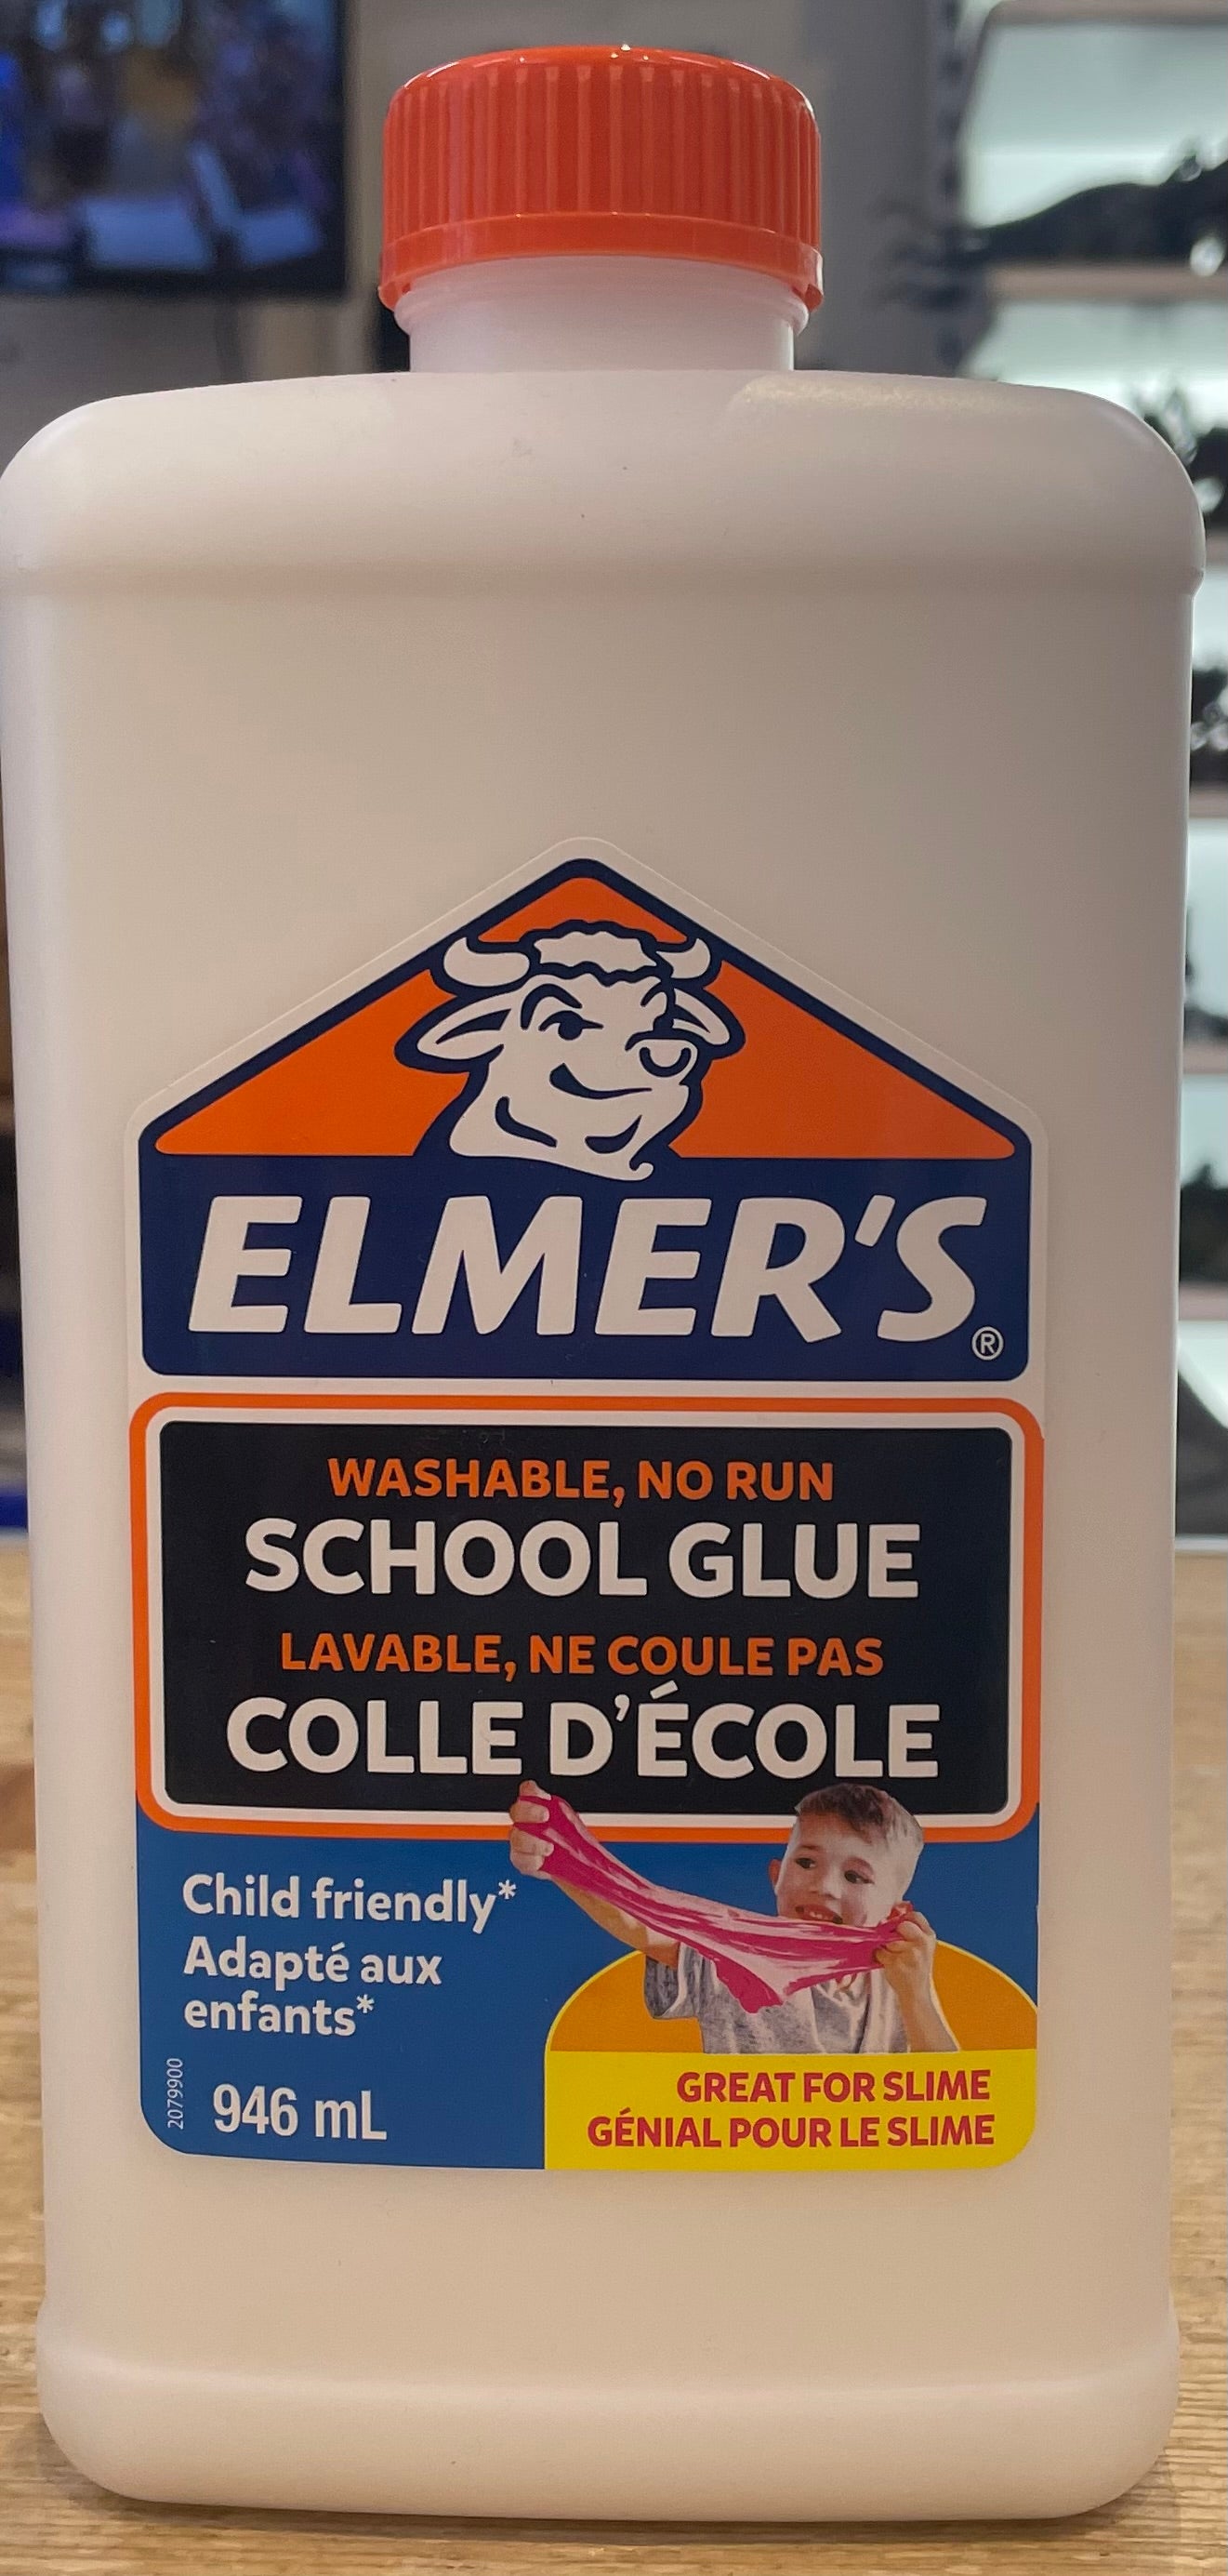 ELMER'S®
WASHABLE, NO RUN
SCHOOL GLUE
LAVABLE, NE COULE PAS
COLLE D'ÉCOLE
Child friendly*
Adapté aux
enfants*
2079900
946 mL
GREAT FOR SLIME
GÉNIAL POUR LE SLIME